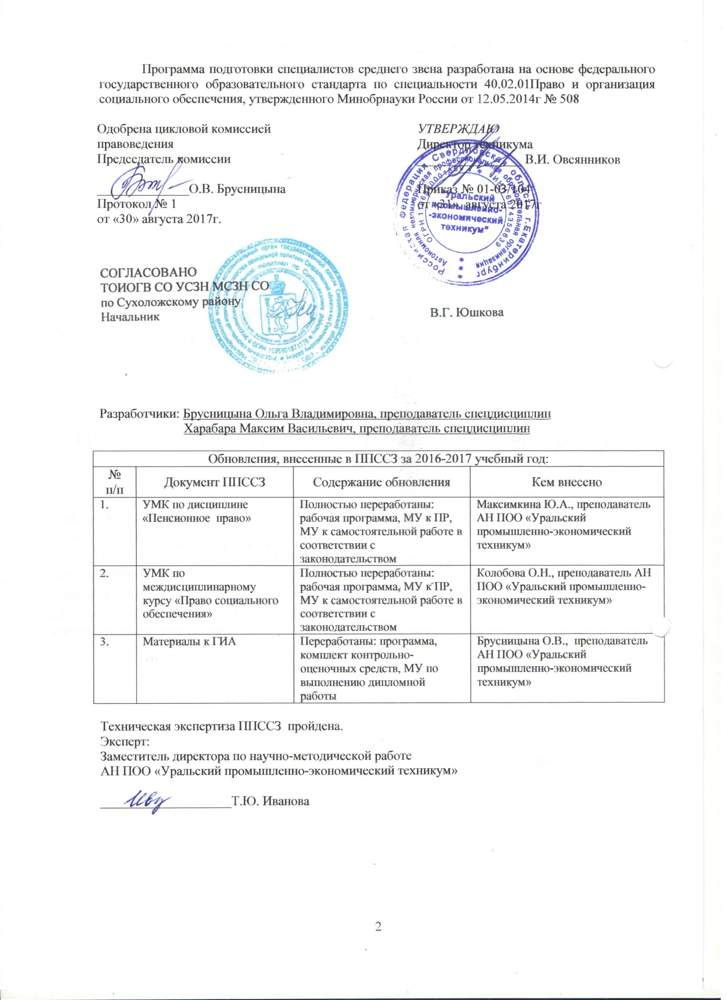 Программа подготовки специалистов среднего звена разработана на основе федерального
государственного образовательного стандарта по специальности 40.02.01Право и организация
социального обеспечения, утвержденного Минобрнауки России от 12.05.2014г № 508
Одобрена цикловой комиссией
правоведения
Председатель комиссии
О.В. Брусницына
Протокол № 1
от «30» августа 2017г.
УТВЕРЖДАЮ
Директор техникума
В.И. Овсянников
Приказ № 01-03/104
от «31» августа 2017г
Российская Федерация Свердловская область г.Екатеринбург
Автономная некоммерческая профессиональная образовательная организация
"Уральский
промышленно-
-экономический
техникум"
СОГЛАСОВАНО
ТОИОГВ СО УСЗН МСЗН СО
по Сухоложскому району
Начальник
В.Г. Юшкова
Разработчики: Брусницына Ольга Владимировна, преподаватель спецдисциплин
Харабара Максим Васильевич, преподаватель спецдисциплин
Обновления, внесенные в ППССЗ за 2016-2017 учебный год:
№
п/п
Документ ППССЗ
Содержание обновления
Кем внесено
1.
УМК по дисциплине
«Пенсионное право»
Полностью переработаны:
рабочая программа, МУ к ПР,
МУ к самостоятельной работе в
соответствии с
законодательством
Максимкина Ю.А., преподаватель
АН ПОО «Уральский
промышленно-экономический
техникум»
2.
УМК по
междисциплинарному
курсу «Право социального
обеспечения»
Полностью переработаны:
рабочая программа, МУ к ПР,
МУ к самостоятельной работе в
соответствии с
законодательством
Колобова О.Н., преподаватель АН
ПОО «Уральский промышленно-
экономический техникум»
3.
Материалы к ГИА
Переработаны: программа,
комплект контрольно-
оценочных средств, МУ по
выполнению дипломной
работы
Брусницына О.В., преподаватель
АН ПОО «Уральский
промышленно-экономический
техникум»
Техническая экспертиза ППССЗ пройдена.
Эксперт:
Заместитель директора по научно-методической работе
АН ПОО «Уральский промышленно-экономический техникум»
Т.Ю. Иванова
2